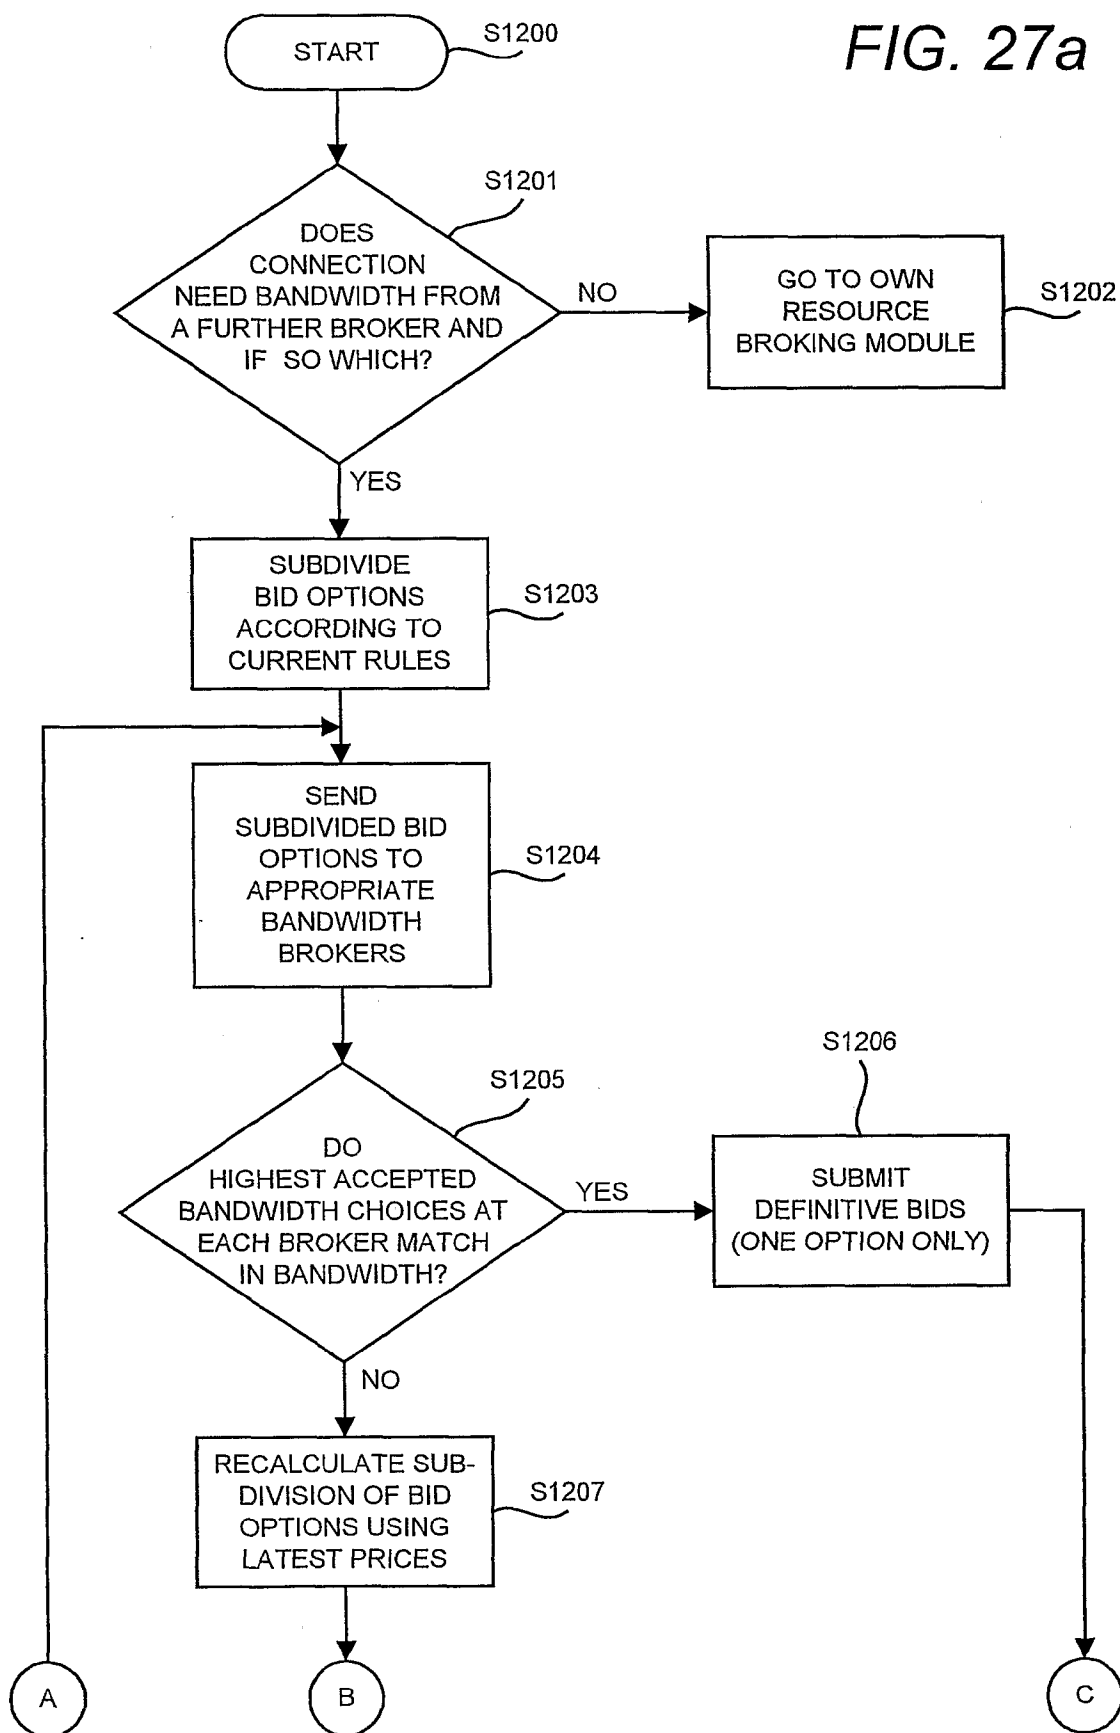 FIG. 27a
START
S1200
S1201
DOES
CONNECTION
NEED BANDWIDTH FROM
A FURTHER BROKER AND
IF SO WHICH?
NO
GO TO OWN
RESOURCE
BROKING MODULE
S1202
YES
SUBDIVIDE
BID OPTIONS
ACCORDING TO
CURRENT RULES
S1203
SEND
SUBDIVIDED BID
OPTIONS TO
APPROPRIATE
BANDWIDTH
BROKERS
S1204
S1205
DO
HIGHEST ACCEPTED
BANDWIDTH CHOICES AT
EACH BROKER MATCH
IN BANDWIDTH?
YES
S1206
SUBMIT
DEFINITIVE BIDS
(ONE OPTION ONLY)
NO
RECALCULATE SUB-
DIVISION OF BID
OPTIONS USING
LATEST PRICES
S1207
A
B
C